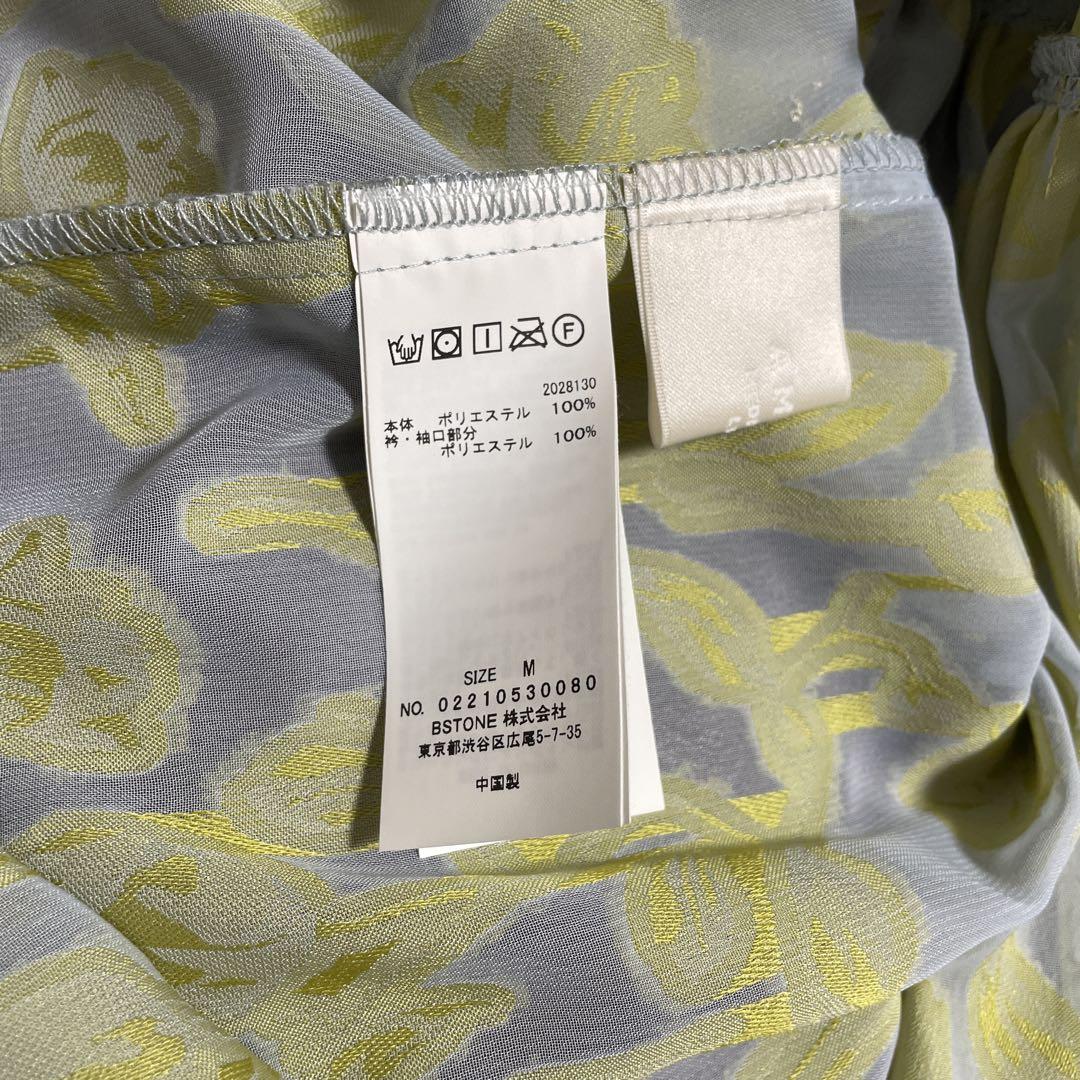 F
2028130
本体 ポリエステル 100%
衿・袖口部分
ポリエステル 100%
SIZE M
NO. 02210530080
BSTONE 株式会社
東京都渋谷区広尾5-7-35
中国製